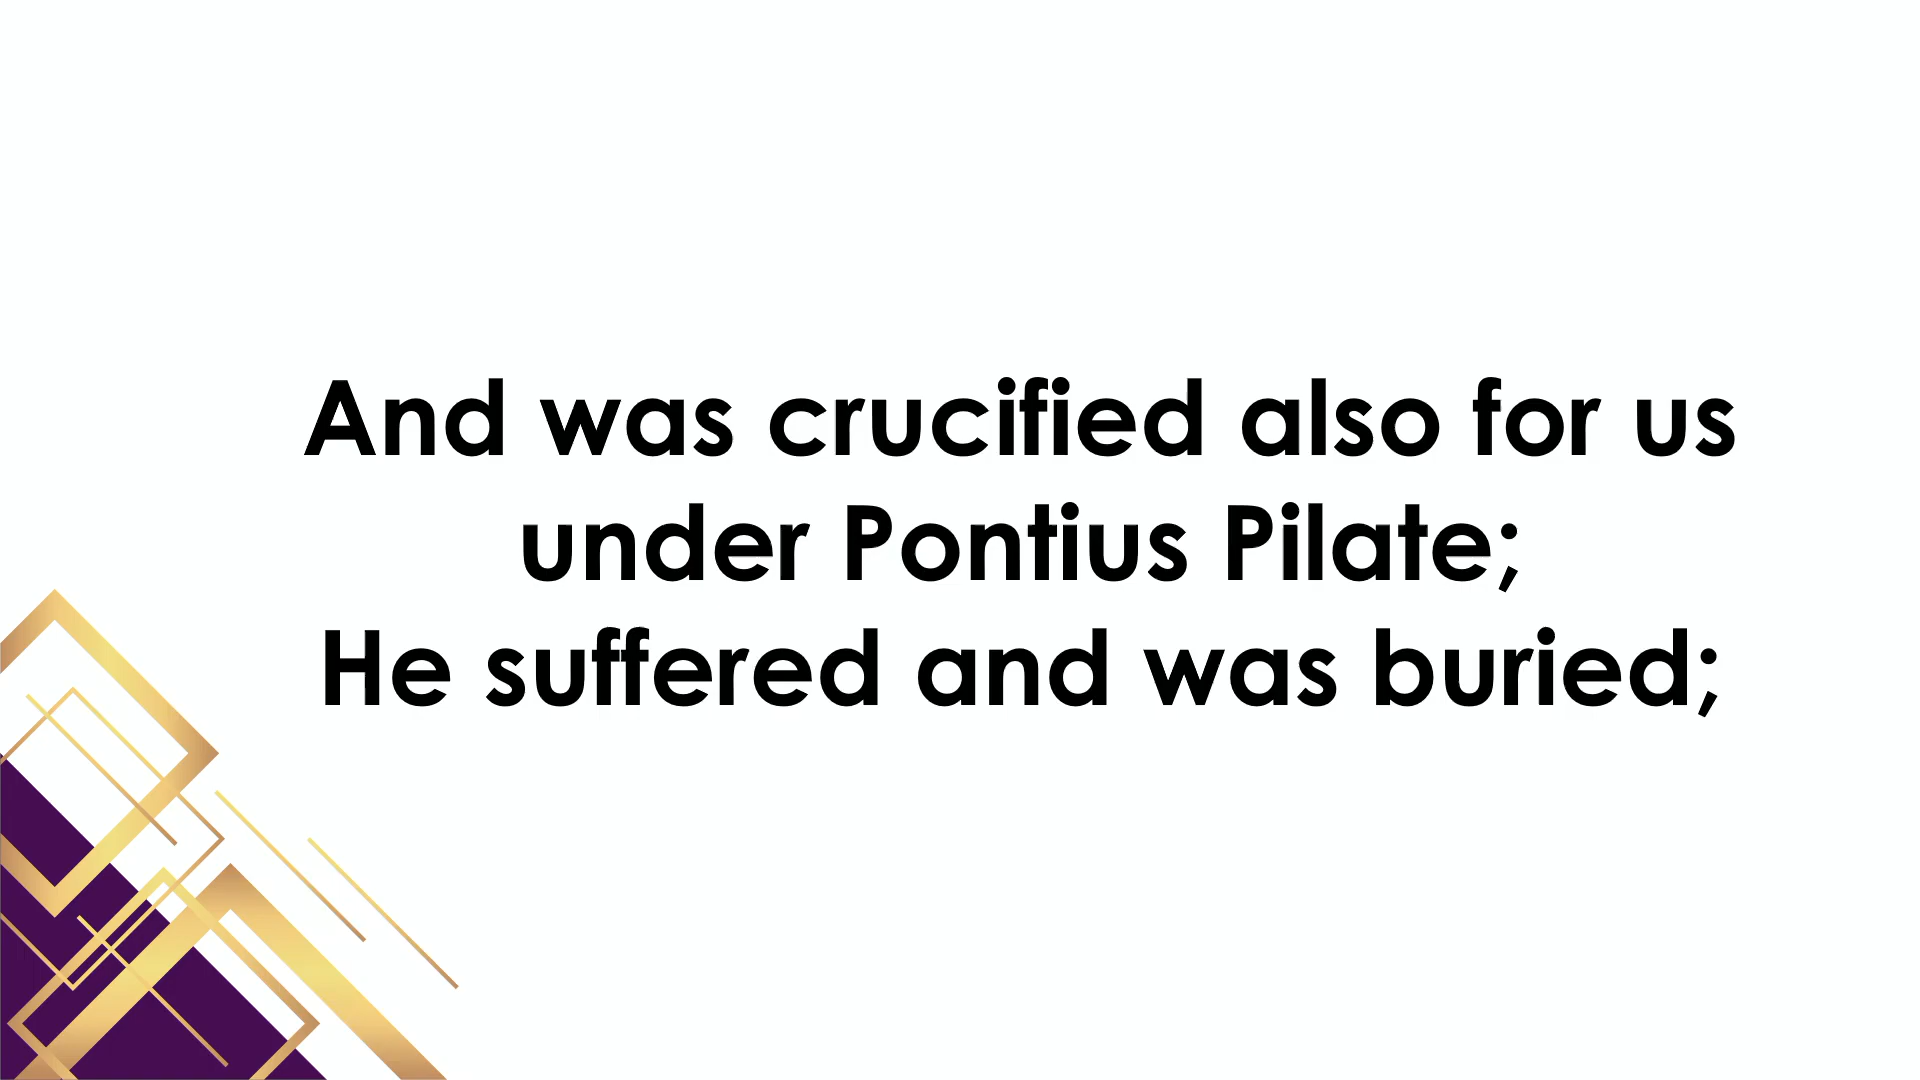 And was crucified also for us
under Pontius Pilate;
He suffered and was buried;